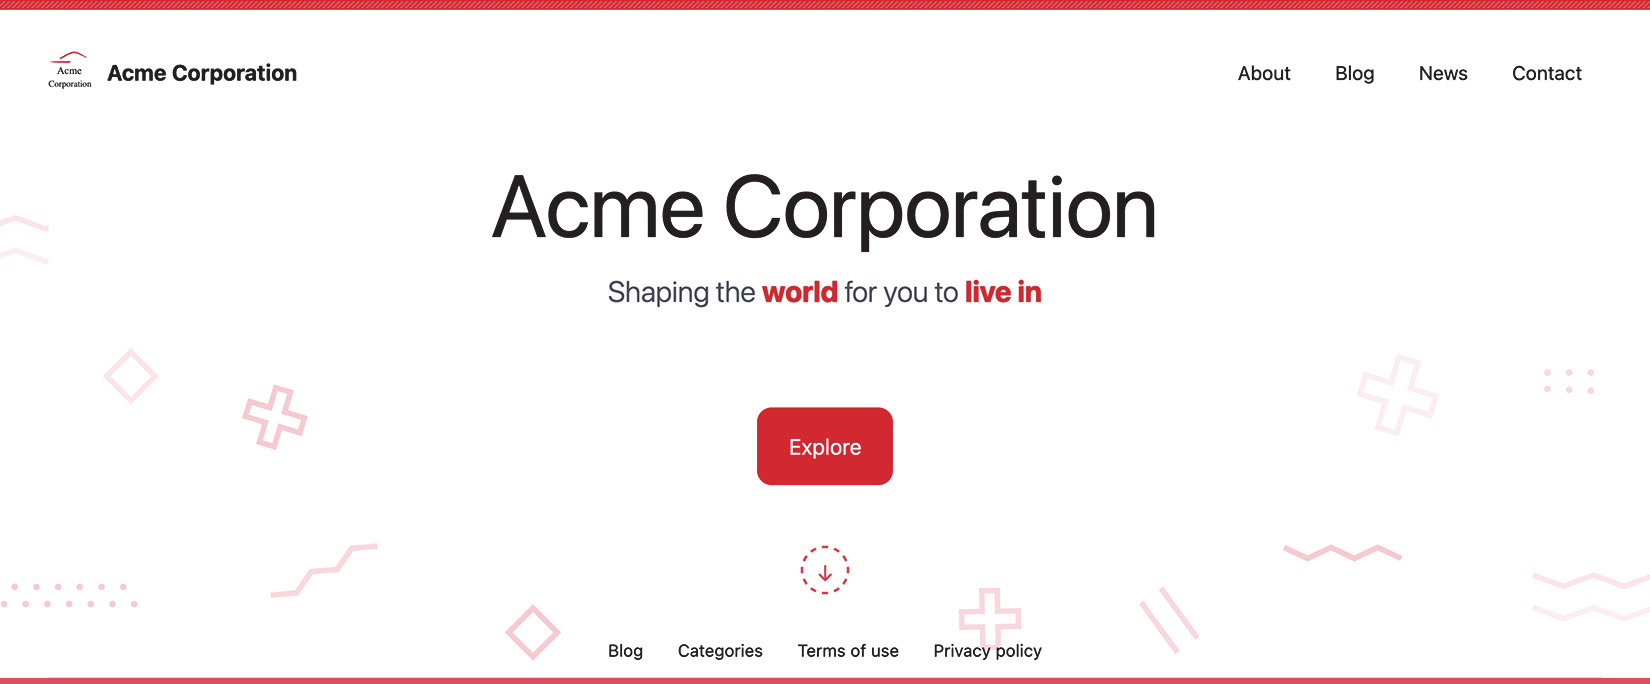 Acme
Corporation
Acme Corporation
About Blog News Contact
Acme Corporation
Shaping the world for you to live in
Explore
Blog Categories Terms of use Privacy policy